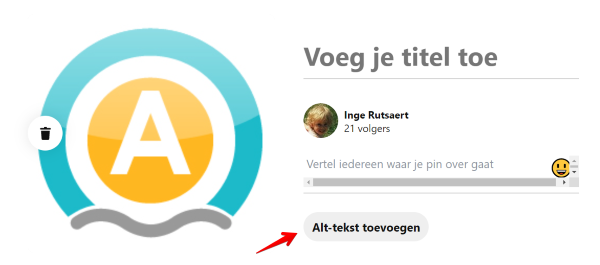 A
Voeg je titel toe
Inge Rutsaert
21 volgers
Vertel iedereen waar je pin over gaat
Alt-tekst toevoegen